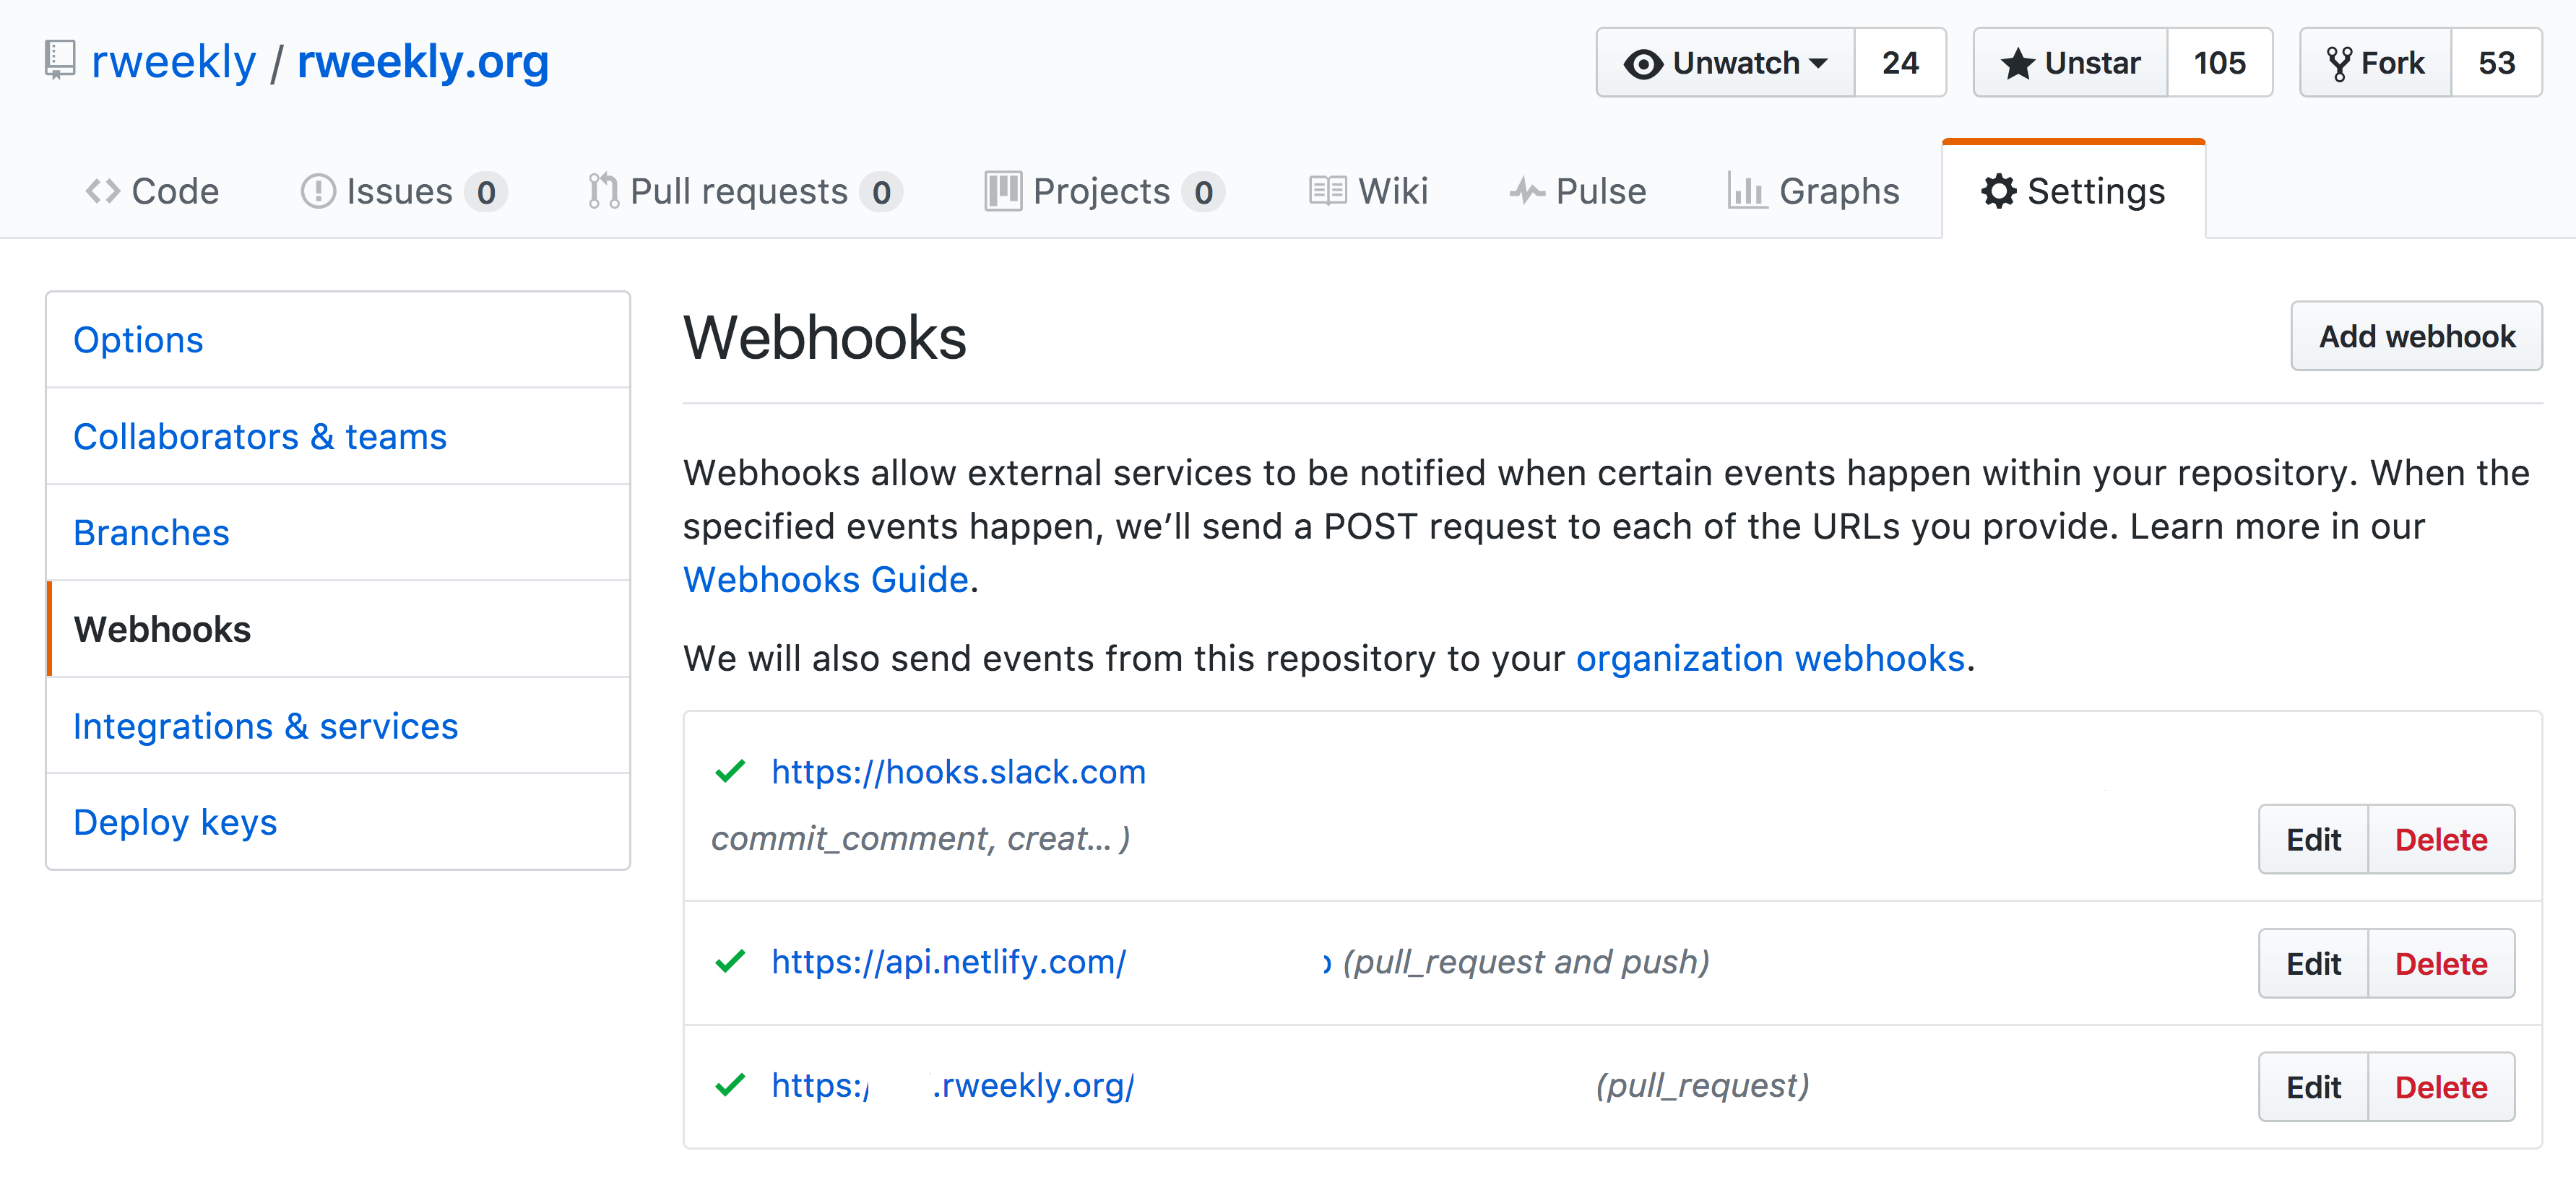 rweekly / rweekly.org
Unwatch 24 Unstar 105 Fork 53
Code Issues 0 Pull requests 0 Projects 0 Wiki Pulse Graphs Settings
Options
Collaborators & teams
Branches
Webhooks
Integrations & services
Deploy keys
Webhooks
Add webhook
Webhooks allow external services to be notified when certain events happen within your repository. When the
specified events happen, we’ll send a POST request to each of the URLs you provide. Learn more in our
Webhooks Guide.
We will also send events from this repository to your organization webhooks.
https://hooks.slack.com
commit_comment, creat... )
Edit Delete
https://api.netlify.com/ (pull_request and push)
Edit Delete
https:/ .rweekly.org/ (pull_request)
Edit Delete